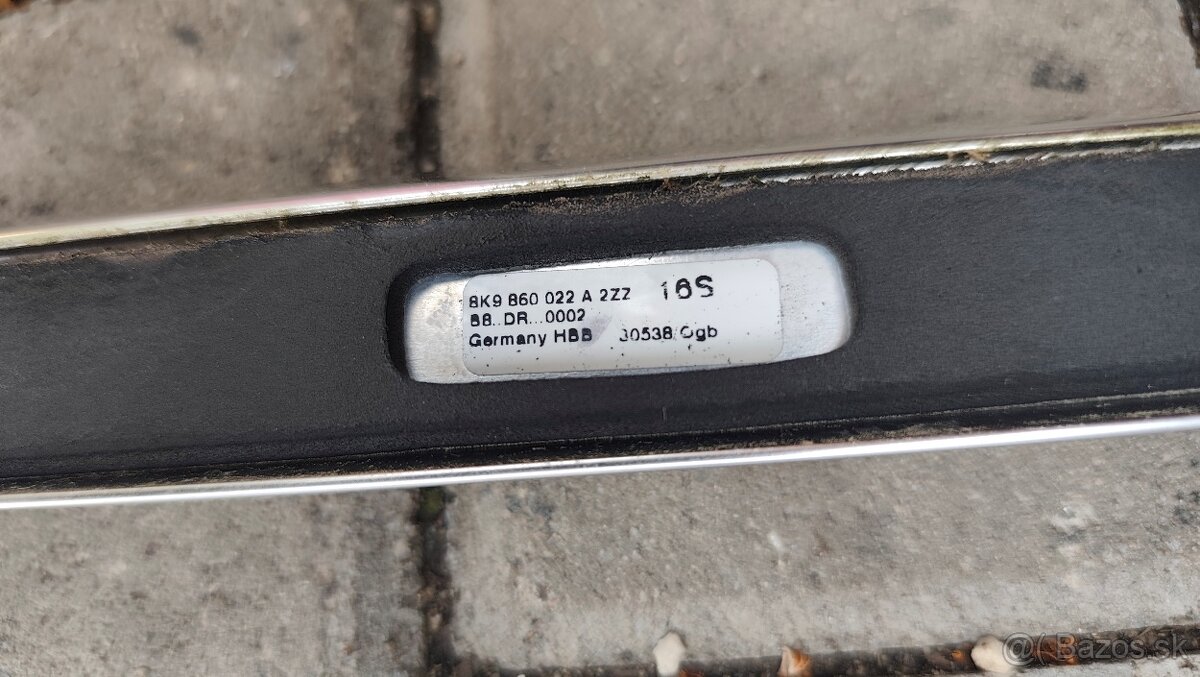 8K9 860 022 A 2ZZ 16S
B8..DR...0002
Germany HBB 30538/Ogb
@( Bazos.sk